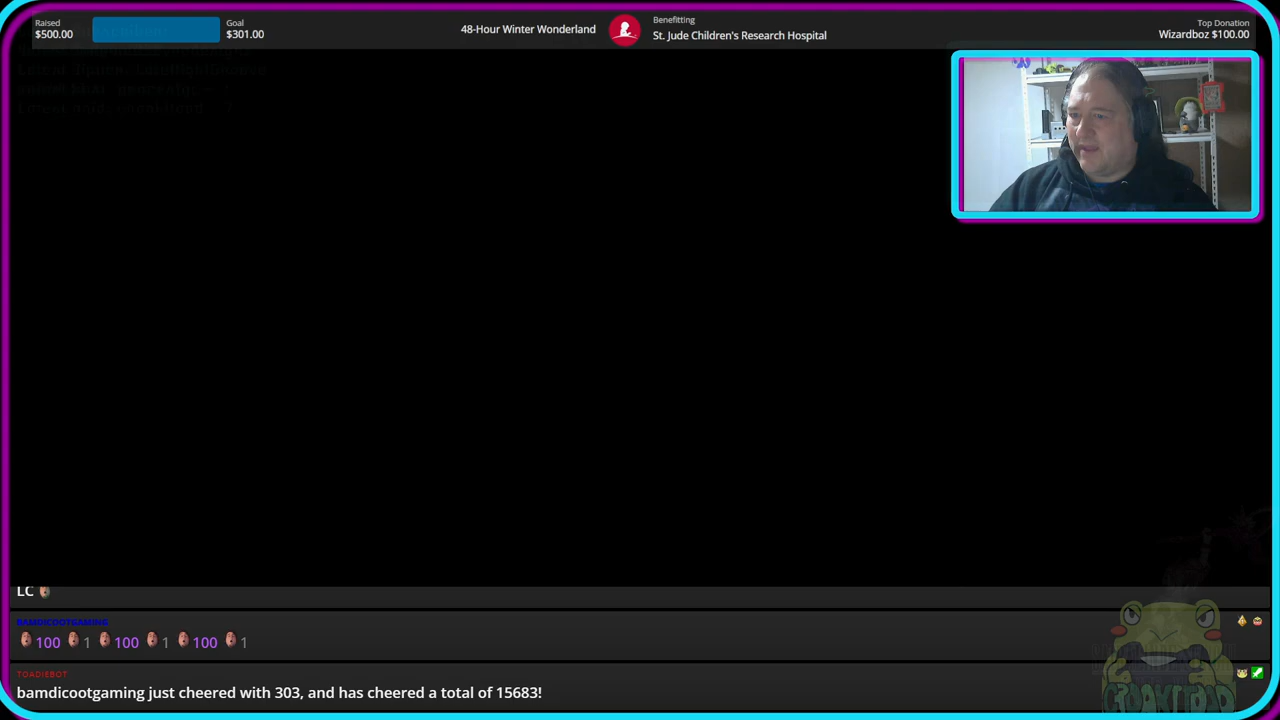 Raised
$500.00
Goal
$301.00
48-Hour Winter Wonderland
Benefitting
St. Jude Children's Research Hospital
Top Donation
Wizardboz $100.00
LC
BAMDICOOTGAMING
100 1 100 1 100 1
TOADIEBOT
bamdicootgaming just cheered with 303, and has cheered a total of 15683!